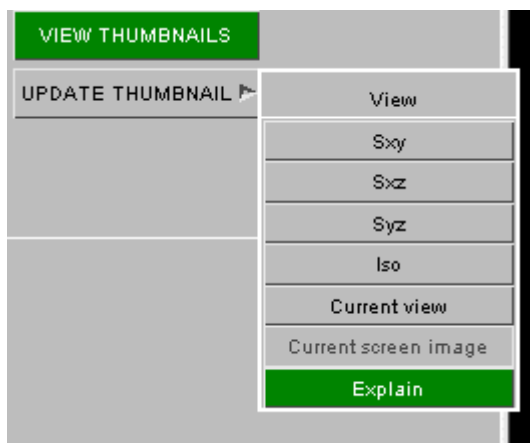 VIEW THUMBNAILS
UPDATE THUMBNAIL
View
Sxy
Sxz
Syz
Iso
Current view
Current screen image
Explain